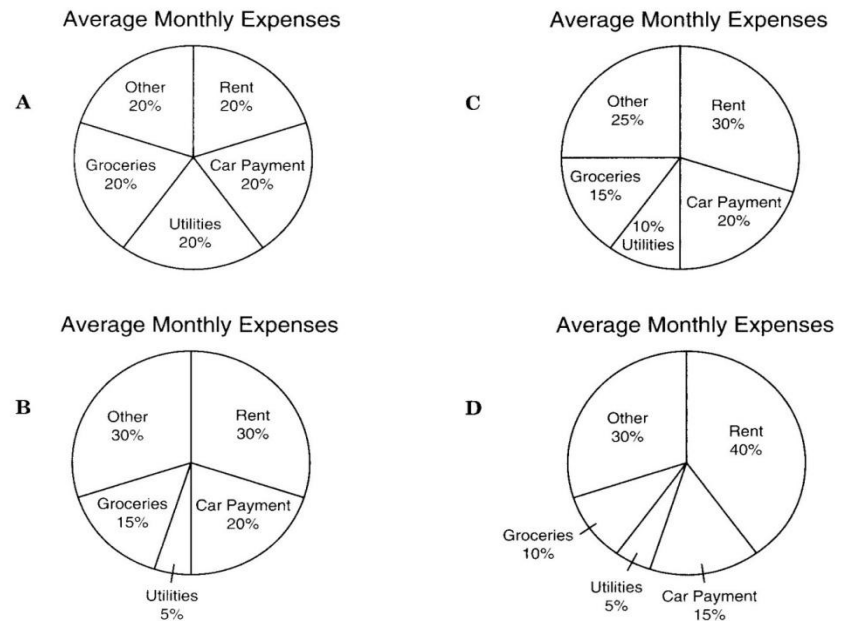 Average Monthly Expenses
A
Other
20%
Rent
20%
Groceries
20%
Car Payment
20%
Utilities
20%
Average Monthly Expenses
C
Other
25%
Rent
30%
Groceries
15%
10%
Utilities
Car Payment
20%
Average Monthly Expenses
B
Other
30%
Rent
30%
Groceries
15%
Car Payment
20%
Utilities
5%
Average Monthly Expenses
D
Other
30%
Rent
40%
Groceries
10%
Utilities
5%
Car Payment
15%